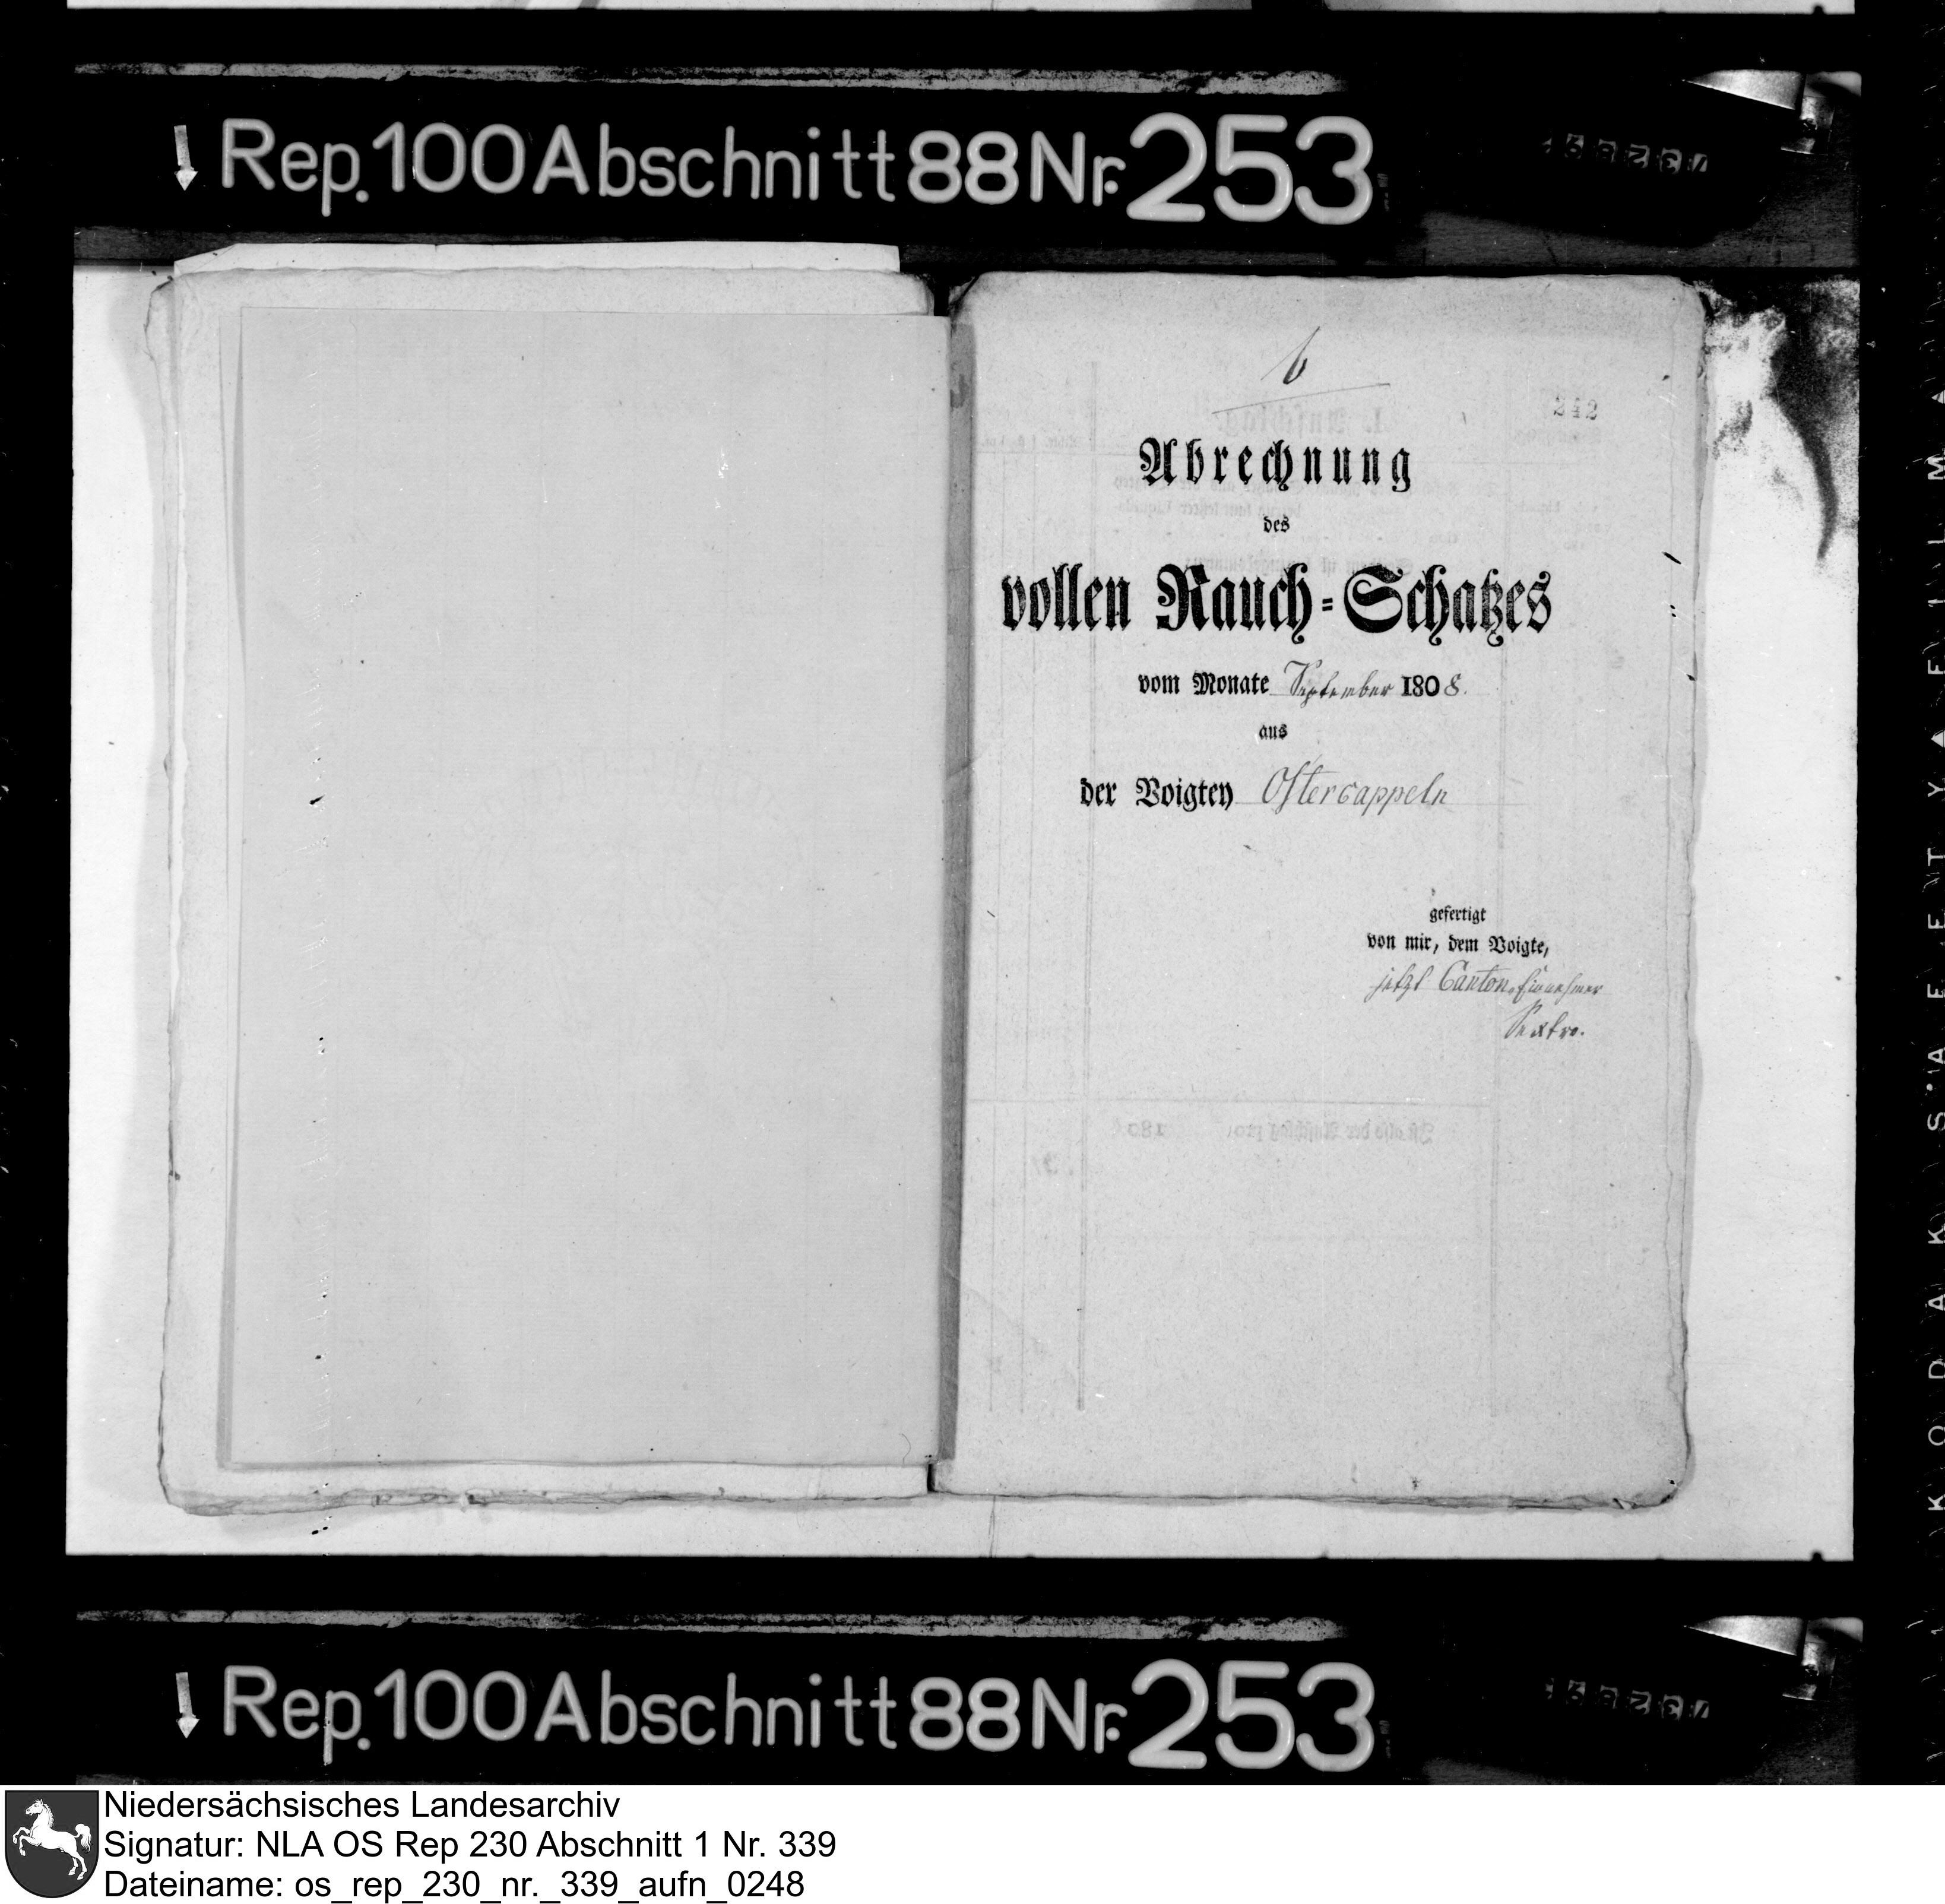 Rep. 100 Abschnitt 88 Nr. 253
6
242
Abrechnung
des
vollen Rauch-Schatzes
vom Monate September 1808.
aus
der Voigtey Ostercappeln
gefertigt
von mir, dem Voigte,
jetzt Canton-Einnehmer
Sextro.
Rep. 100 Abschnitt 88 Nr. 253
Niedersächsisches Landesarchiv
Signatur: NLA OS Rep 230 Abschnitt 1 Nr. 339
Dateiname: os_rep_230_nr._339_aufn_0248